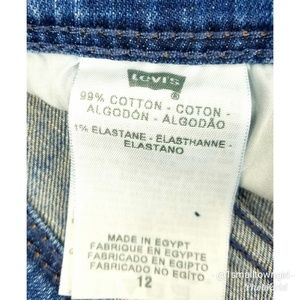 Levi's
99% COTTON - COTON -
ALGODÓN - ALGODÃO
1% ELASTANE - ELASTHANNE -
ELASTANO
MADE IN EGYPT
FABRIQUE EN EGYPTE
FABRICADO EN EGIPTO
FABRICADO NO EGITO
12